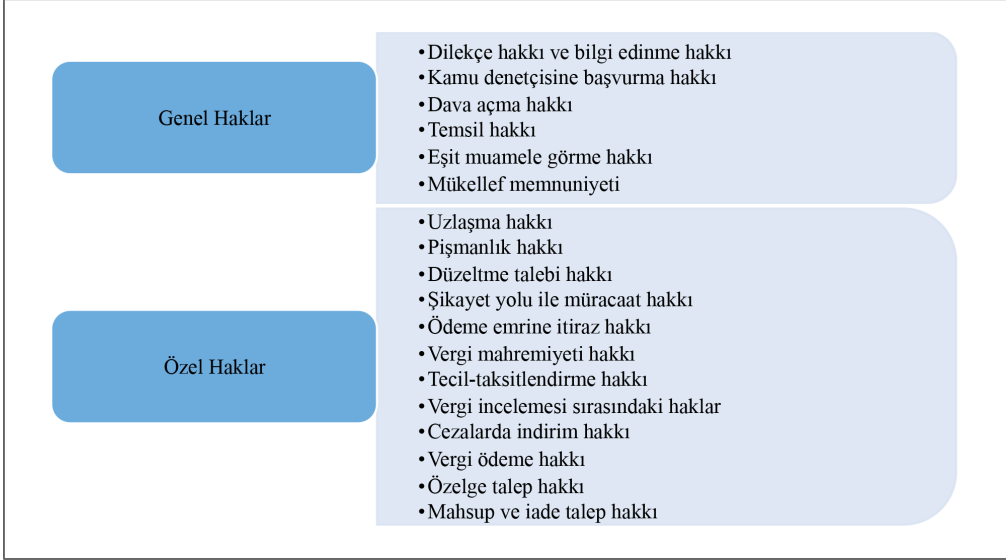 Genel Haklar
•Dilekçe hakkı ve bilgi edinme hakkı
•Kamu denetçisine başvurma hakkı
•Dava açma hakkı
•Temsil hakkı
•Eşit muamele görme hakkı
•Mükellef memnuniyeti
Özel Haklar
•Uzlaşma hakkı
•Pişmanlık hakkı
•Düzeltme talebi hakkı
•Şikayet yolu ile müracaat hakkı
•Ödeme emrine itiraz hakkı
•Vergi mahremiyeti hakkı
•Tecil-taksitlendirme hakkı
•Vergi incelemesi sırasındaki haklar
•Cezalarda indirim hakkı
•Vergi ödeme hakkı
•Özelge talep hakkı
•Mahsup ve iade talep hakkı